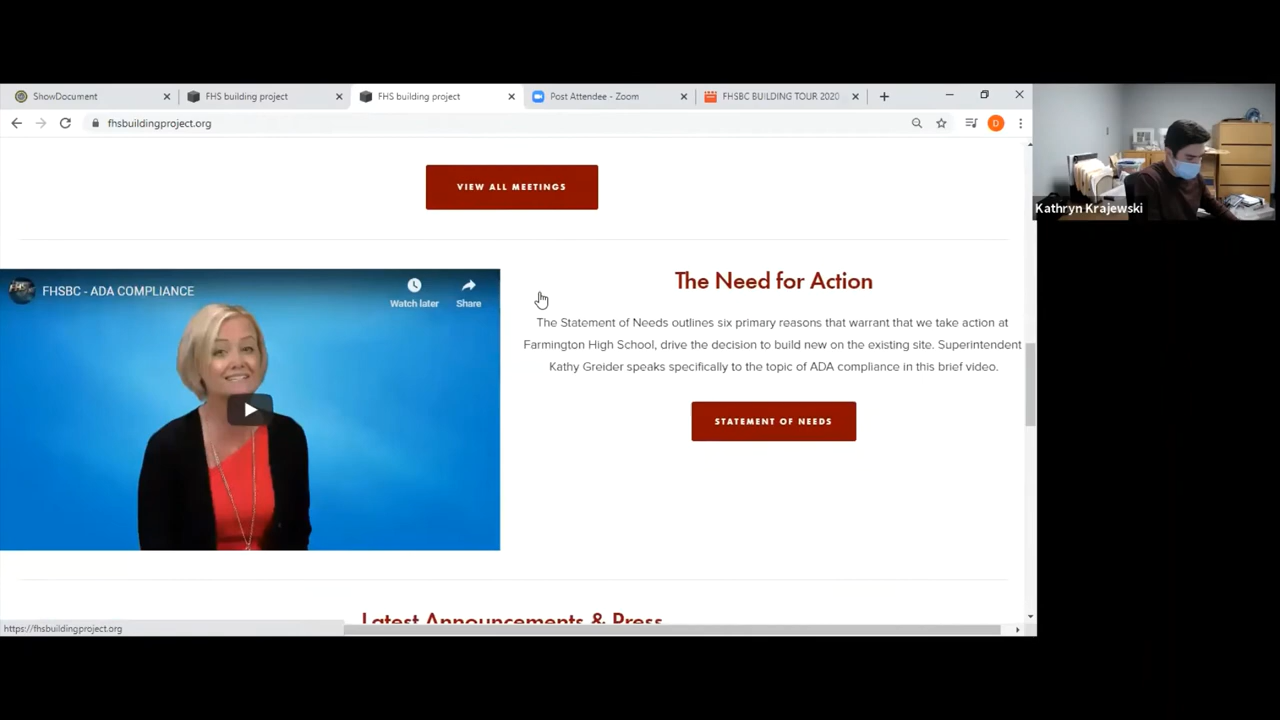 ShowDocument
FHS building project
FHS building project
Post Attendee - Zoom
FHSBC BUILDING TOUR 2020
fhsbuildingproject.org
D
Kathryn Krajewski
VIEW ALL MEETINGS
FHSBC - ADA COMPLIANCE
Watch later
Share
The Need for Action
The Statement of Needs outlines six primary reasons that warrant that we take action at
Farmington High School, drive the decision to build new on the existing site. Superintendent
Kathy Greider speaks specifically to the topic of ADA compliance in this brief video.
STATEMENT OF NEEDS
Latest Announcements & Press
https://fhsbuildingproject.org